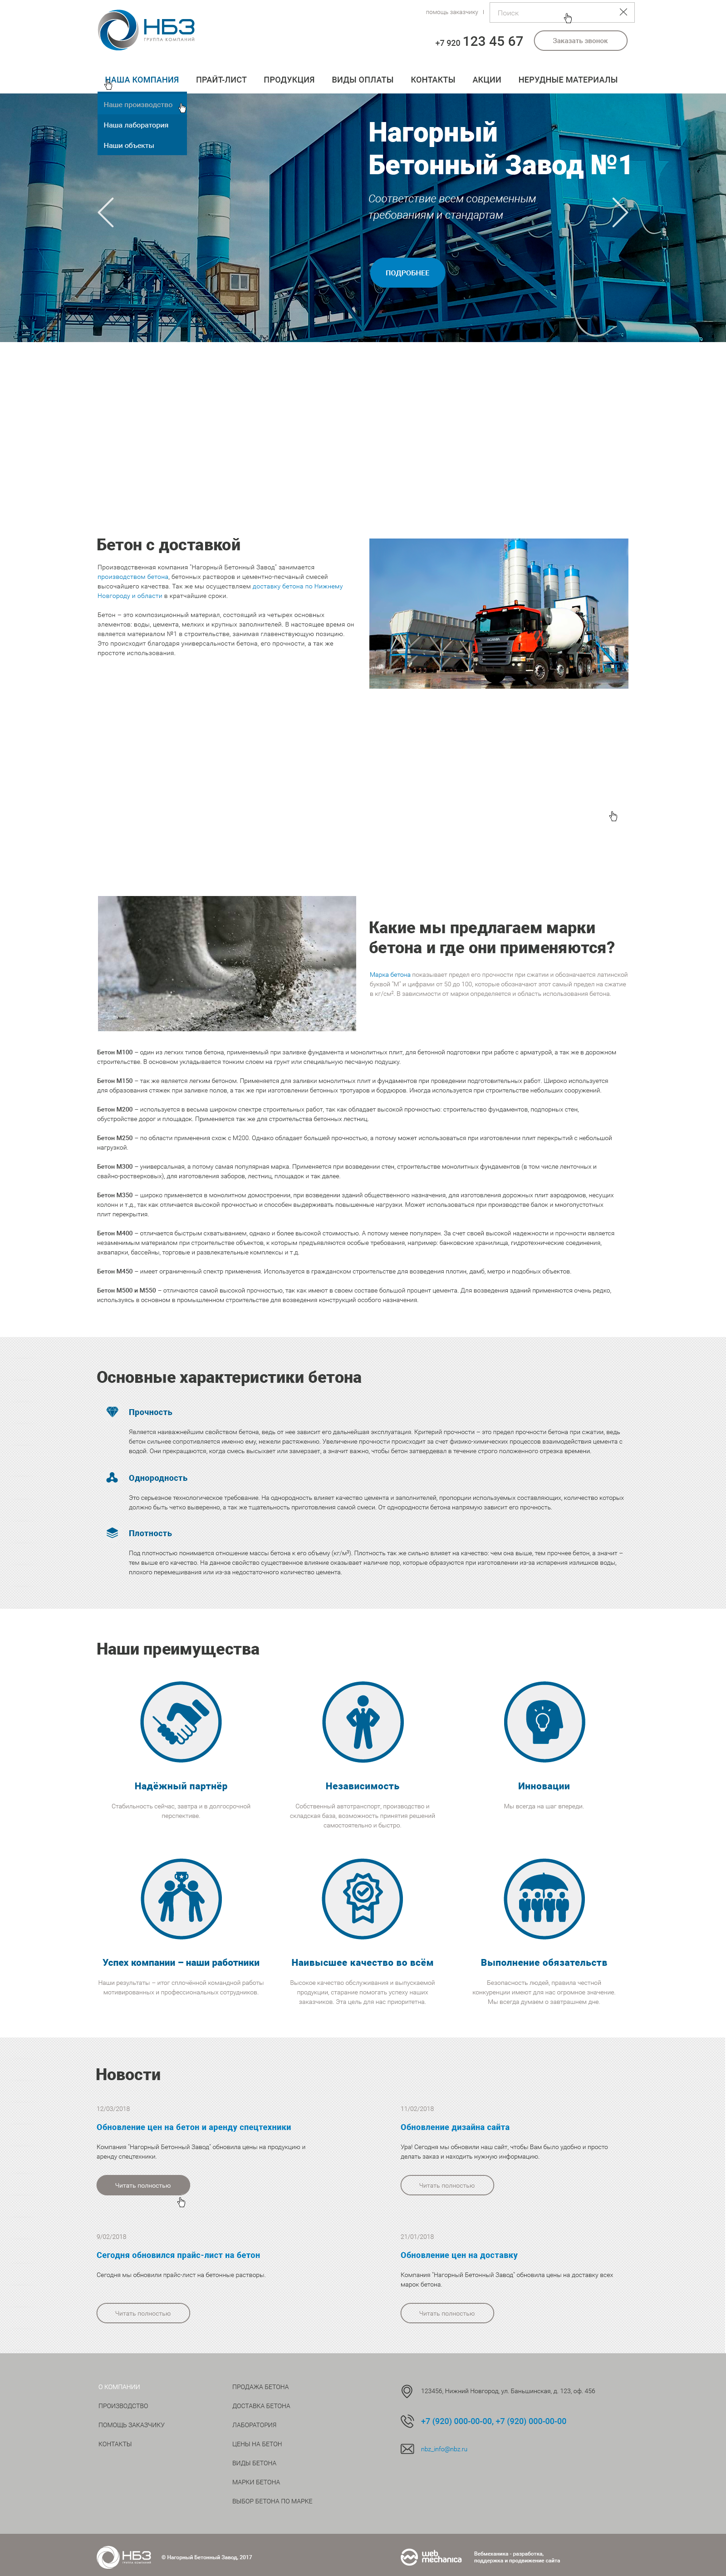 НБЗ
ГРУППА КОМПАНИЙ
помощь заказчику
Поиск
+7 920 123 45 67
Заказать звонок
НАША КОМПАНИЯ ПРАЙТ-ЛИСТ ПРОДУКЦИЯ ВИДЫ ОПЛАТЫ КОНТАКТЫ АКЦИИ НЕРУДНЫЕ МАТЕРИАЛЫ
Наше производство
Наша лаборатория
Наши объекты
Нагорный
Бетонный Завод №1
Соответствие всем современным
требованиям и стандартам
ПОДРОБНЕЕ
Бетон с доставкой
Производственная компания "Нагорный Бетонный Завод" занимается
производством бетона, бетонных растворов и цементно-песчаный смесей
высочайшего качества. Так же мы осуществляем доставку бетона по Нижнему
Новгороду и области в кратчайшие сроки.
Бетон – это композиционный материал, состоящий из четырех основных
элементов: воды, цемента, мелких и крупных заполнителей. В настоящее время он
является материалом №1 в строительстве, занимая главенствующую позицию.
Это происходит благодаря универсальности бетона, его прочности, а так же
простоте использования.
Какие мы предлагаем марки
бетона и где они применяются?
Марка бетона показывает предел его прочности при сжатии и обозначается латинской
буквой "М" и цифрами от 50 до 100, которые обозначают этот самый предел на сжатие
в кг/см². В зависимости от марки определяется и область использования бетона.
Бетон М100 – один из легких типов бетона, применяемый при заливке фундамента и монолитных плит, для бетонной подготовки при работе с арматурой, а так же в дорожном
строительстве. В основном укладывается тонким слоем на грунт или специальную песчаную подушку.
Бетон М150 – так же является легким бетоном. Применяется для заливки монолитных плит и фундаментов при проведении подготовительных работ. Широко используется
для образования стяжек при заливке полов, а так же при изготовлении бетонных тротуаров и бордюров. Иногда используется при строительстве небольших сооружений.
Бетон М200 – используется в весьма широком спектре строительных работ, так как обладает высокой прочностью: строительство фундаментов, подпорных стен,
обустройстве дорог и площадок. Применяется так же для строительства бетонных лестниц.
Бетон М250 – по области применения схож с М200. Однако обладает большей прочностью, а потому может использоваться при изготовлении плит перекрытий с небольшой
нагрузкой.
Бетон М300 – универсальная, а потому самая популярная марка. Применяется при возведении стен, строительстве монолитных фундаментов (в том числе ленточных и
свайно-ростверковых), для изготовления заборов, лестниц, площадок и так далее.
Бетон М350 – широко применяется в монолитном домостроении, при возведении зданий общественного назначения, для изготовления дорожных плит аэродромов, несущих
колонн и т.д., так как отличается высокой прочностью и способен выдерживать повышенные нагрузки. Может использоваться при производстве балок и многопустотых
плит перекрытия.
Бетон М400 – отличается быстрым схватыванием, однако и более высокой стоимостью. А потому менее популярен. За счет своей высокой надежности и прочности является
незаменимым материалом при строительстве объектов, к которым предъявляются особые требования, например: банковские хранилища, гидротехнические соединения,
аквапарки, бассейны, торговые и развлекательные комплексы и т.д.
Бетон М450 – имеет ограниченный спектр применения. Используется в гражданском строительстве для возведения плотин, дамб, метро и подобных объектов.
Бетон М500 и М550 – отличаются самой высокой прочностью, так как имеют в своем составе большой процент цемента. Для возведения зданий применяются очень редко,
используясь в основном в промышленном строительстве для возведения конструкций особого назначения.
Основные характеристики бетона
Прочность
Является наиважнейшим свойством бетона, ведь от нее зависит его дальнейшая эксплуатация. Критерий прочности – это предел прочности бетона при сжатии, ведь
бетон сильнее сопротивляется именно ему, нежели растяжению. Увеличение прочности происходит за счет физико-химических процессов взаимодействия цемента с
водой. Они прекращаются, когда смесь высыхает или замерзает, а значит важно, чтобы бетон затвердевал в течение строго положенного отрезка времени.
Однородность
Это серьезное технологическое требование. На однородность влияет качество цемента и заполнителей, пропорции используемых составляющих, количество которых
должно быть четко выверено, а так же тщательность приготовления самой смеси. От однородности бетона напрямую зависит его прочность.
Плотность
Под плотностью понимается отношение массы бетона к его объему (кг/м³). Плотность так же сильно влияет на качество: чем она выше, тем прочнее бетон, а значит –
тем выше его качество. На данное свойство существенное влияние оказывает наличие пор, которые образуются при изготовлении из-за испарения излишков воды,
плохого перемешивания или из-за недостаточного количества цемента.
Наши преимущества
Надёжный партнёр
Стабильность сейчас, завтра и в долгосрочной
перспективе.
Независимость
Собственный автотранспорт, производство и
складская база, возможность принятия решений
самостоятельно и быстро.
Инновации
Мы всегда на шаг впереди.
Успех компании – наши работники
Наши результаты – итог сплочённой командной работы
мотивированных и профессиональных сотрудников.
Наивысшее качество во всём
Высокое качество обслуживания и выпускаемой
продукции, старание помогать успеху наших
заказчиков. Эта цель для нас приоритетна.
Выполнение обязательств
Безопасность людей, правила честной
конкуренции имеют для нас огромное значение.
Мы всегда думаем о завтрашнем дне.
Новости
12/03/2018
Обновление цен на бетон и аренду спецтехники
Компания "Нагорный Бетонный Завод" обновила цены на продукцию и
аренду спецтехники.
Читать полностью
11/02/2018
Обновление дизайна сайта
Ура! Сегодня мы обновили наш сайт, чтобы Вам было удобно и просто
делать заказ и находить нужную информацию.
Читать полностью
9/02/2018
Сегодня обновился прайс-лист на бетон
Сегодня мы обновили прайс-лист на бетонные растворы.
Читать полностью
21/01/2018
Обновление цен на доставку
Компания "Нагорный Бетонный Завод" обновила цены на доставку всех
марок бетона.
Читать полностью
О КОМПАНИИ
ПРОИЗВОДСТВО
ПОМОЩЬ ЗАКАЗЧИКУ
КОНТАКТЫ
ПРОДАЖА БЕТОНА
ДОСТАВКА БЕТОНА
ЛАБОРАТОРИЯ
ЦЕНЫ НА БЕТОН
ВИДЫ БЕТОНА
МАРКИ БЕТОНА
ВЫБОР БЕТОНА ПО МАРКЕ
123456, Нижний Новгород, ул. Баньшинская, д. 123, оф. 456
+7 (920) 000-00-00, +7 (920) 000-00-00
nbz_info@nbz.ru
НБЗ
ГРУППА КОМПАНИЙ
© Нагорный Бетонный Завод, 2017
web
mechanica
Вебмеханика - разработка,
поддержка и продвижение сайта